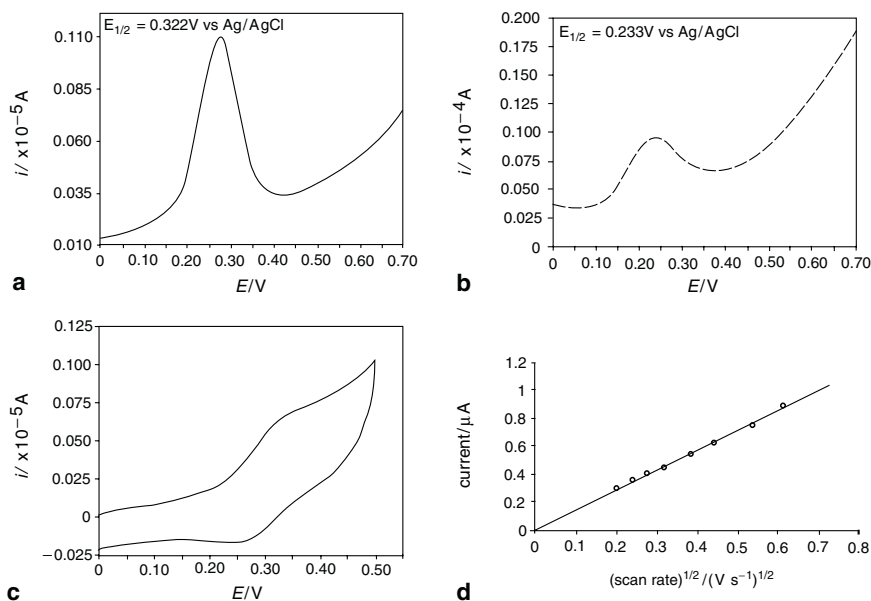 E1/2 = 0.322V vs Ag/AgCl
0.110
0.085
0.060
0.035
0.010
i/ x10−5 A
0 0.10 0.20 0.30 0.40 0.50 0.60 0.70
E/V
a
E1/2 = 0.233V vs Ag/AgCl
0.200
0.175
0.150
0.125
0.100
0.075
0.050
0.025
0
i/ x10−4 A
0 0.10 0.20 0.30 0.40 0.50 0.60 0.70
E/V
b
0.125
0.100
0.075
0.050
0.025
0
−0.025
i/ x10−5 A
0 0.10 0.20 0.30 0.40 0.50
E/V
c
1.2
1
0.8
0.6
0.4
0.2
0
current/μA
0 0.1 0.2 0.3 0.4 0.5 0.6 0.7 0.8
(scan rate)1/2/(V s−1)1/2
d